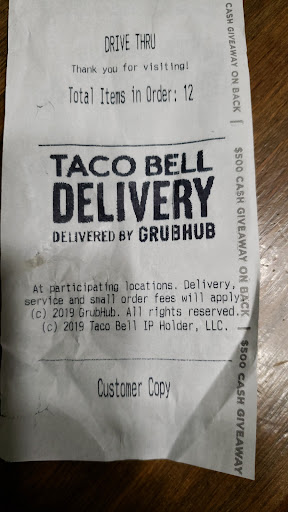 DRIVE THRU
Thank you for visiting!
Total Items in Order: 12
TACO BELL
DELIVERY
DELIVERED BY GRUBHUB
At participating locations. Delivery,
service and small order fees will apply.
(c) 2019 GrubHub. All rights reserved.
(c) 2019 Taco Bell IP Holder, LLC.
Customer Copy
CASH GIVEAWAY ON BACK | $500 CASH GIVEAWAY ON BACK | $500 CASH GIVEAWAY